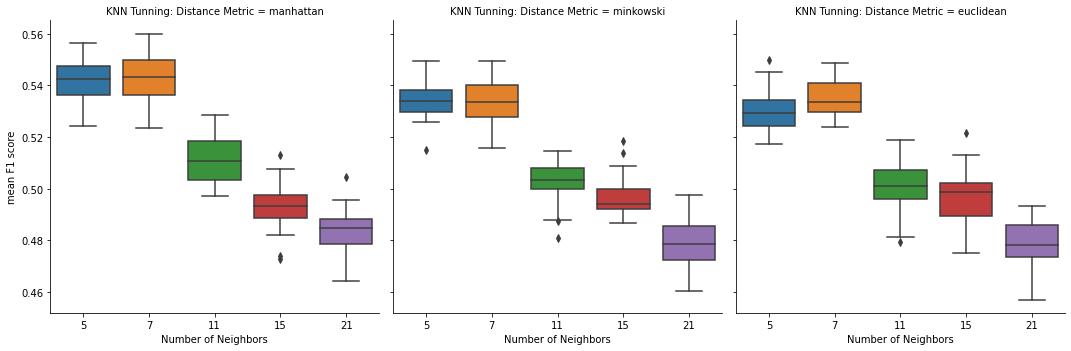 KNN Tunning: Distance Metric = manhattan
KNN Tunning: Distance Metric = minkowski
KNN Tunning: Distance Metric = euclidean
mean F1 score
0.56
0.54
0.52
0.50
0.48
0.46
5 7 11 15 21
5 7 11 15 21
5 7 11 15 21
Number of Neighbors
Number of Neighbors
Number of Neighbors